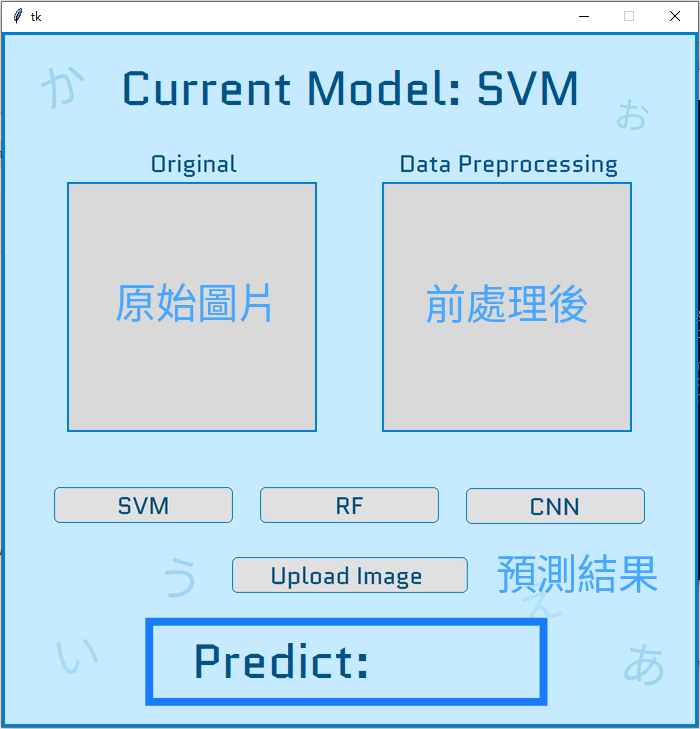 tk
か
Current Model: SVM
お
Original
Data Preprocessing
原始圖片
前處理後
SVM
RF
CNN
う
Upload Image
預測結果
え
い
Predict:
あ